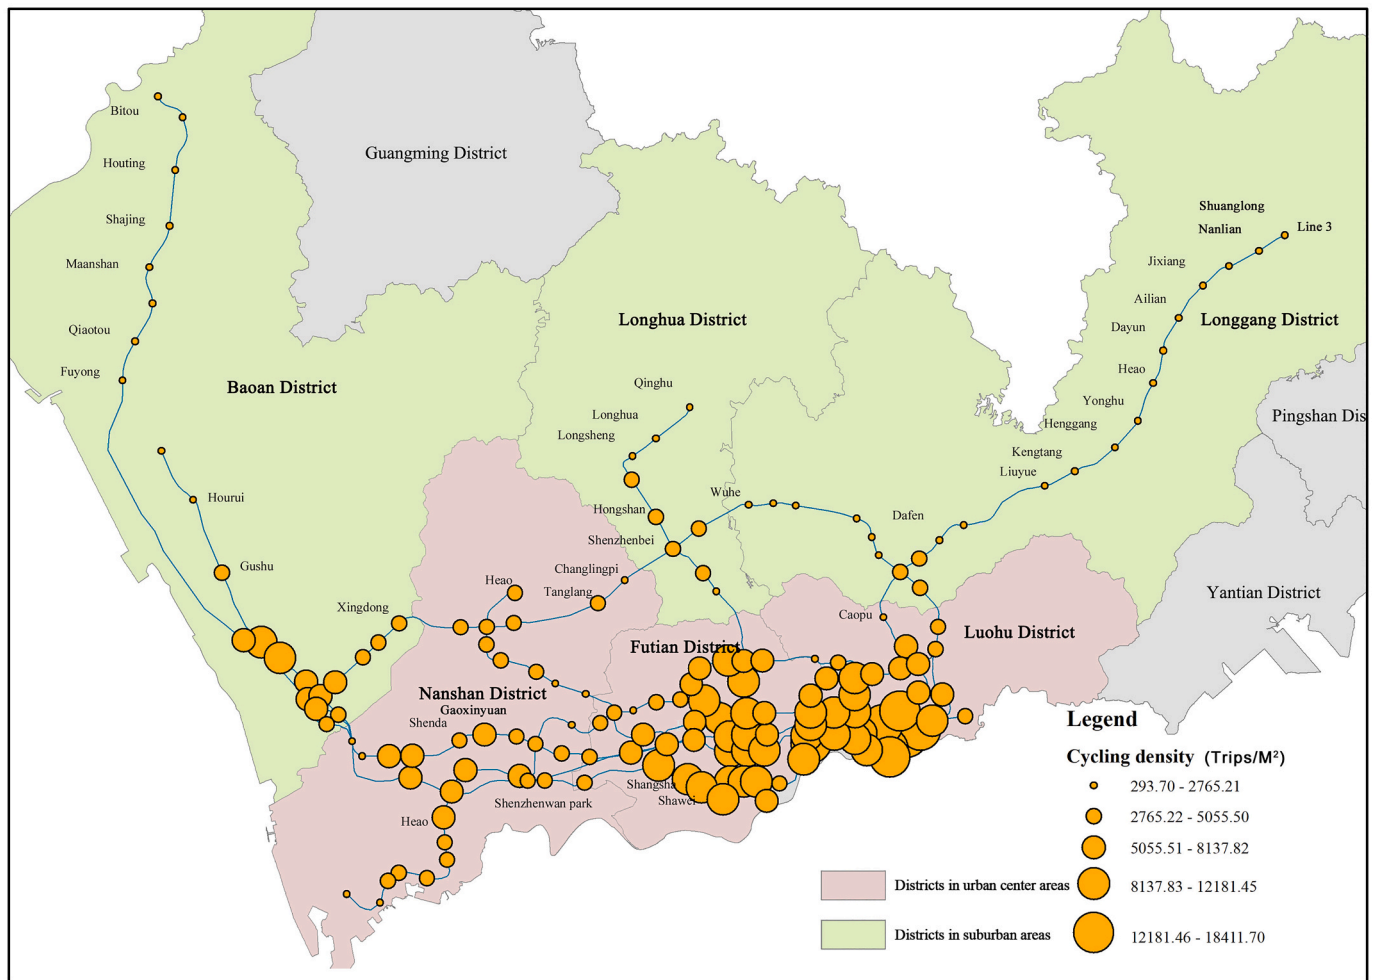 Bitou
Guangming District
Houting
Shajing
Shuanglong
Nanlian
Line 3
Maanshan
Jixiang
Ailian
Qiaotou
Longhua District
Dayun
Longgang District
Fuyong
Heao
Baoan District
Qinghu
Yonghu
Pingshan Dis
Longhua
Henggang
Longsheng
Kengtang
Liuyue
Hourui
Wuhe
Hongshan
Dafen
Shenzhenbei
Gushu
Changlingpi
Heao
Tanglang
Yantian District
Xingdong
Caopu
Luohu District
Futian District
Nanshan District
Gaoxinyuan
Shenda
Legend
Cycling density (Trips/M²)
Shangsha
293.70 - 2765.21
Shenzhenwan park
Shawei
Heao
2765.22 - 5055.50
5055.51 - 8137.82
Districts in urban center areas
8137.83 - 12181.45
Districts in suburban areas
12181.46 - 18411.70